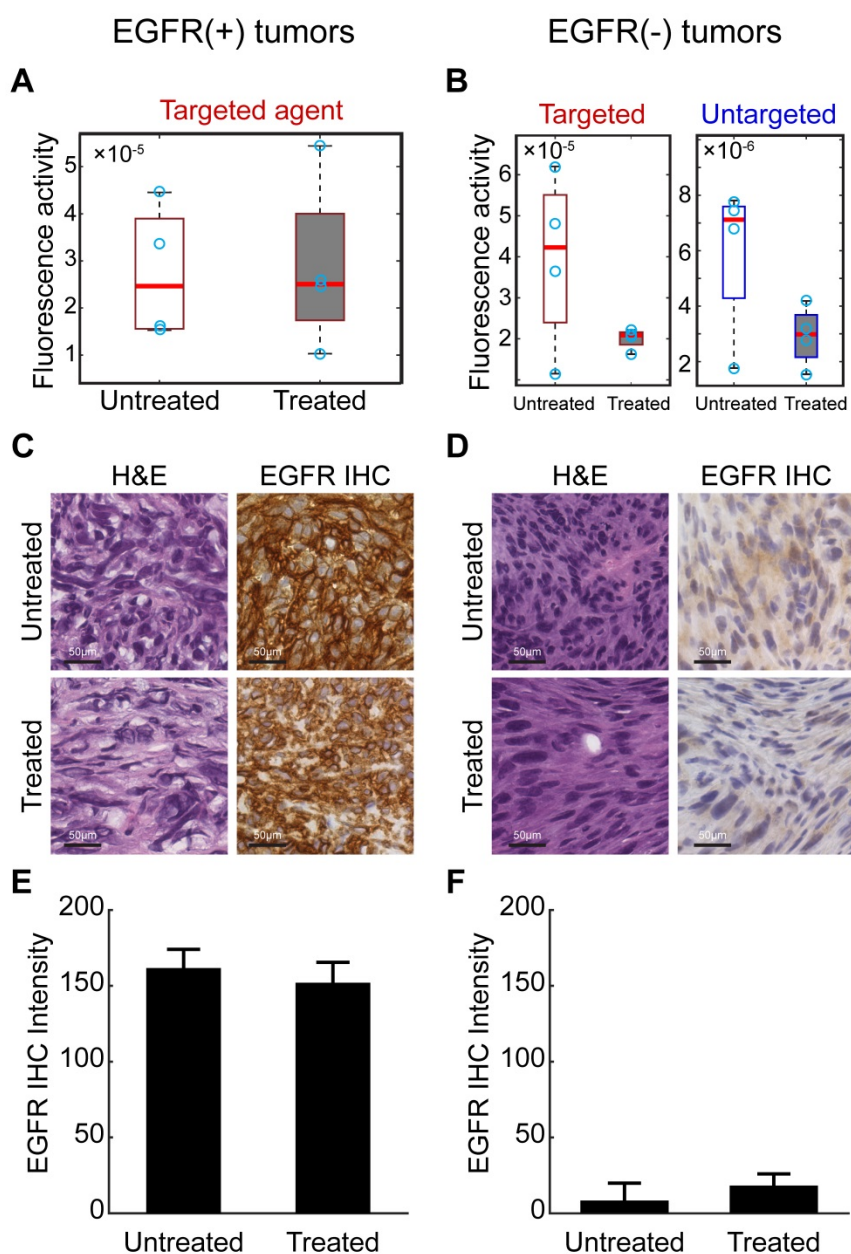 EGFR(+) tumors
EGFR(-) tumors
A
Targeted agent
Fluorescence activity
×10-5
5
4
3
2
1
Untreated
Treated
B
Targeted
Untargeted
Fluorescence activity
×10-5
6
5
4
3
2
Untreated
Treated
×10-6
8
6
4
2
Untreated
Treated
C
H&E
EGFR IHC
Untreated
50µm
50µm
Treated
50µm
50µm
D
H&E
EGFR IHC
Untreated
50µm
50µm
Treated
50µm
50µm
E
EGFR IHC Intensity
200
150
100
50
0
Untreated
Treated
F
EGFR IHC Intensity
200
150
100
50
0
Untreated
Treated